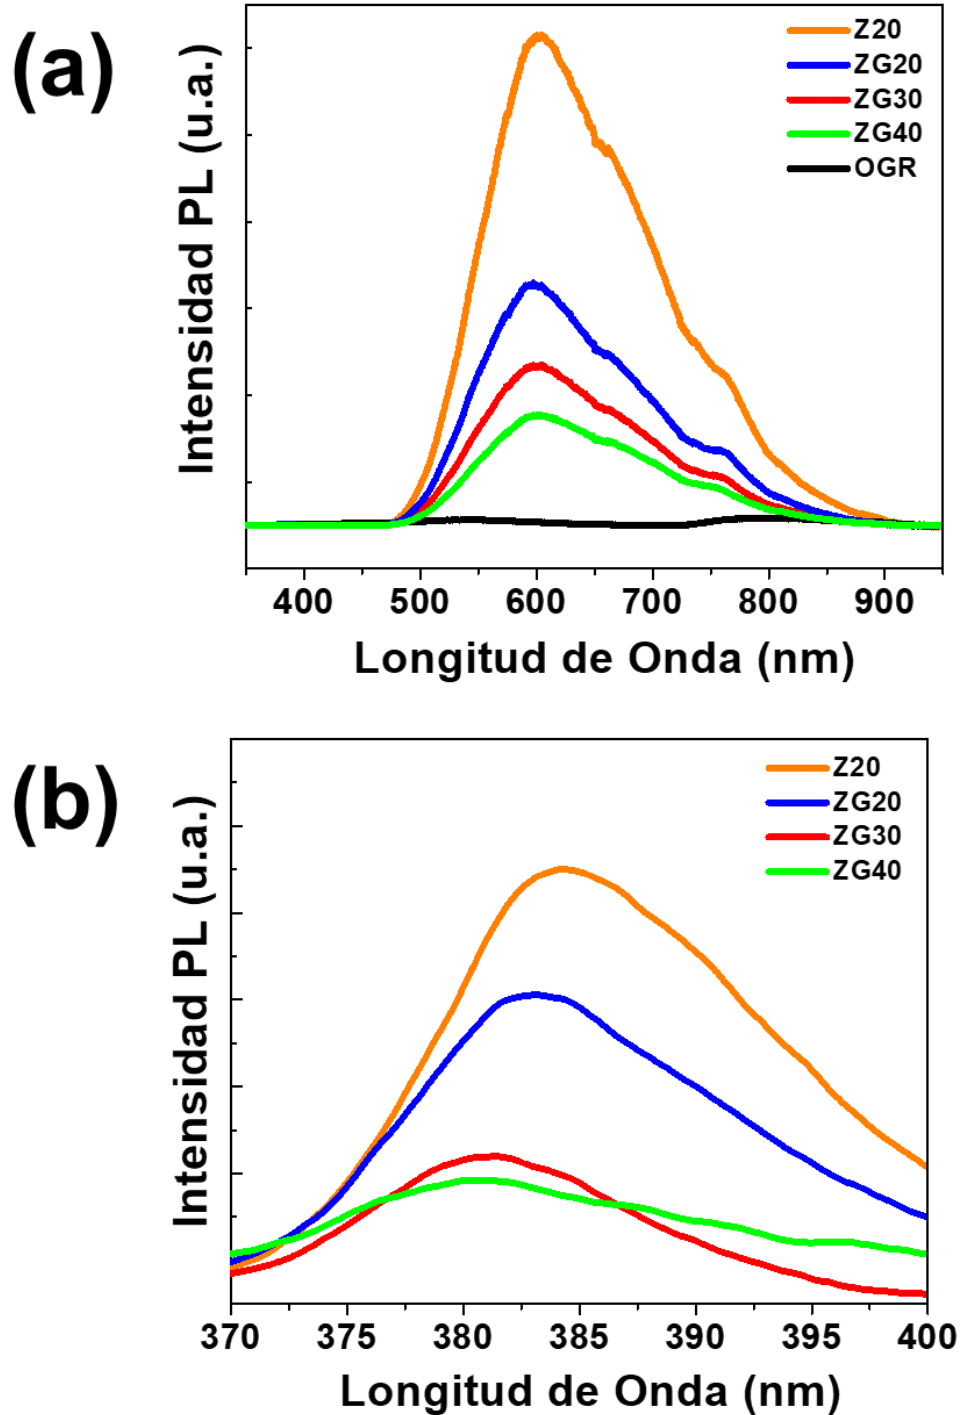 (a)
Intensidad PL (u.a.)
Z20
ZG20
ZG30
ZG40
OGR
400 500 600 700 800 900
Longitud de Onda (nm)
(b)
Intensidad PL (u.a.)
Z20
ZG20
ZG30
ZG40
370 375 380 385 390 395 400
Longitud de Onda (nm)